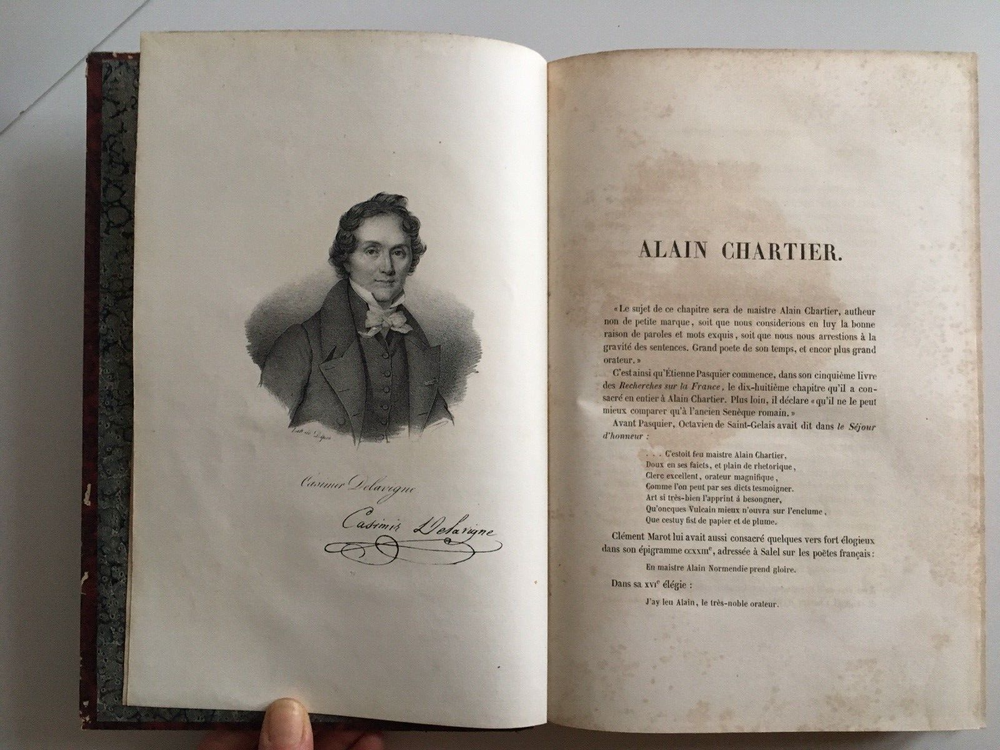 Casimir Delavigne
Casimir Delavigne
ALAIN CHARTIER.
«Le sujet de ce chapitre sera de maistre Alain Chartier, autheur
non de petite marque, soit que nous considerions en luy la bonne
raison de paroles et mots exquis, soit que nous nous arrestions à la
gravité des sentences. Grand poete de son temps, et encor plus grand
orateur.»
C'est ainsi qu'Étienne Pasquier commence, dans son cinquième livre
des Recherches sur la France, le dix-huitième chapitre qu'il a con-
sacré en entier à Alain Chartier. Plus loin, il déclare «qu'il ne le peut
mieux comparer qu'à l'ancien Senèque romain.»
Avant Pasquier, Octavien de Saint-Gelais avait dit dans le Séjour
d'honneur :
. . . C'estoit feu maistre Alain Chartier,
Doux en ses faicts, et plain de rhetorique,
Clerc excellent, orateur magnifique,
Comme l'on peut par ses dicts tesmoigner.
Art si très-bien l'apprint à besongner,
Qu'oncques Vulcain mieux n'ouvra sur l'enclume,
Que cestuy fist de papier et de plume.
Clément Marot lui avait aussi consacré quelques vers fort élogieux
dans son épigramme CCXXIIIe, adressée à Salel sur les poëtes français:
En maistre Alain Normendie prend gloire.
Dans sa XVIe élégie :
J'ay leu Alain, le très-noble orateur.